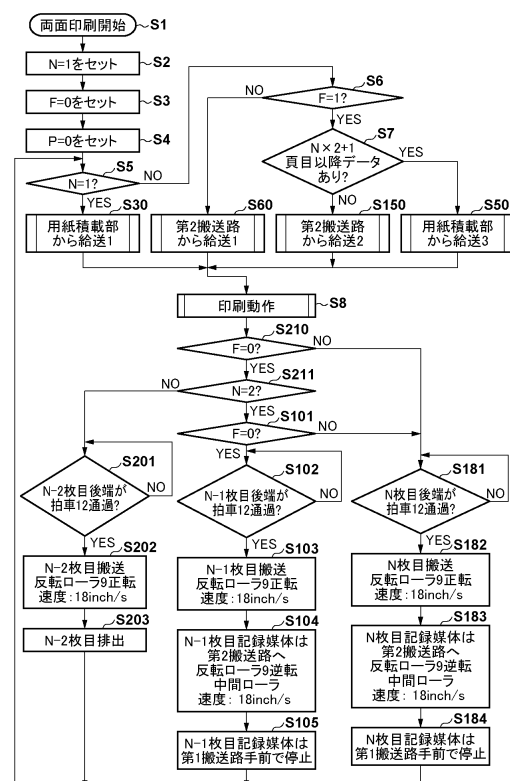 両面印刷開始 S1
N=1をセット S2
F=0をセット S3
P=0をセット S4
S5
N=1?
NO
YES
S6
F=1?
NO
YES
S7
N×2+1
頁目以降データ
あり?
YES
NO
S30
用紙積載部
から給送1
S60
第2搬送路
から給送1
S150
第2搬送路
から給送2
S50
用紙積載部
から給送3
印刷動作 S8
S210
F=0?
NO
YES
S211
N=2?
NO
YES
S101
F=0?
NO
YES
S201
N-2枚目後端が
拍車12通過?
NO
YES
S202
N-2枚目搬送
反転ローラ9正転
速度:18inch/s
S203
N-2枚目排出
S102
N-1枚目後端が
拍車12通過?
NO
YES
S103
N-1枚目搬送
反転ローラ9正転
速度:18inch/s
S104
N-1枚目記録媒体は
第2搬送路へ
反転ローラ9逆転
中間ローラ
速度:18inch/s
S105
N-1枚目記録媒体は
第1搬送路手前で停止
S181
N枚目後端が
拍車12通過?
NO
YES
S182
N枚目搬送
反転ローラ9正転
速度:18inch/s
S183
N枚目記録媒体は
第2搬送路へ
反転ローラ9逆転
中間ローラ
速度:18inch/s
S184
N枚目記録媒体は
第1搬送路手前で停止